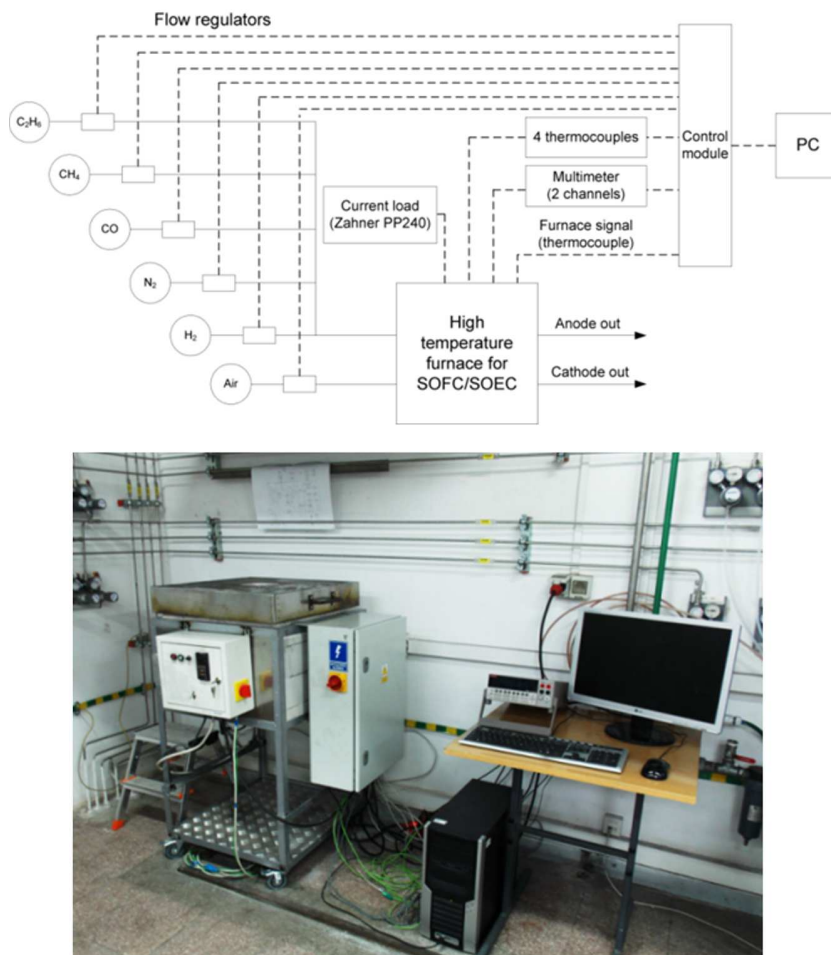 Flow regulators
C₂H₆
CH₄
CO
N₂
H₂
Air
Current load
(Zahner PP240)
4 thermocouples
Multimeter
(2 channels)
Furnace signal
(thermocouple)
Control
module
PC
High
temperature
furnace for
SOFC/SOEC
Anode out
Cathode out